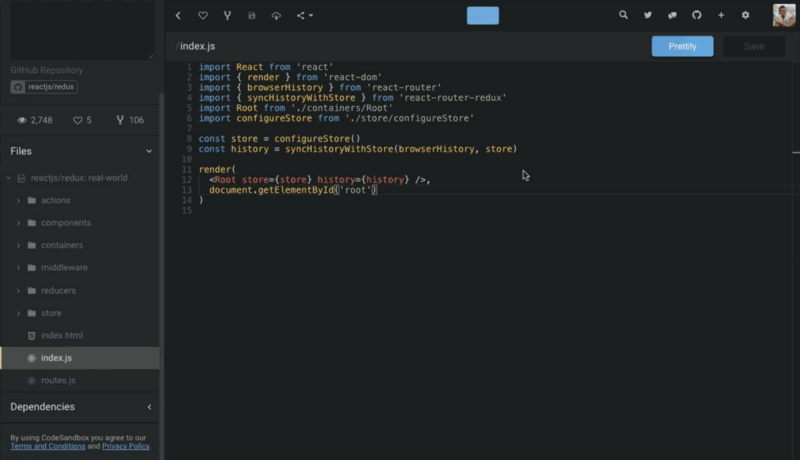 /index.js
Prettify
Save
GitHub Repository
reactjs/redux
2,748
5
106
Files
reactjs/redux: real-world
actions
components
containers
middleware
reducers
store
index.html
index.js
routes.js
Dependencies
By using CodeSandbox you agree to our
Terms and Conditions and Privacy Policy.
1 import React from 'react'
2 import { render } from 'react-dom'
3 import { browserHistory } from 'react-router'
4 import { syncHistoryWithStore } from 'react-router-redux'
5 import Root from './containers/Root'
6 import configureStore from './store/configureStore'
7
8 const store = configureStore()
9 const history = syncHistoryWithStore(browserHistory, store)
10
11 render(
12 <Root store={store} history={history} />,
13 document.getElementById('root')
14 )
15